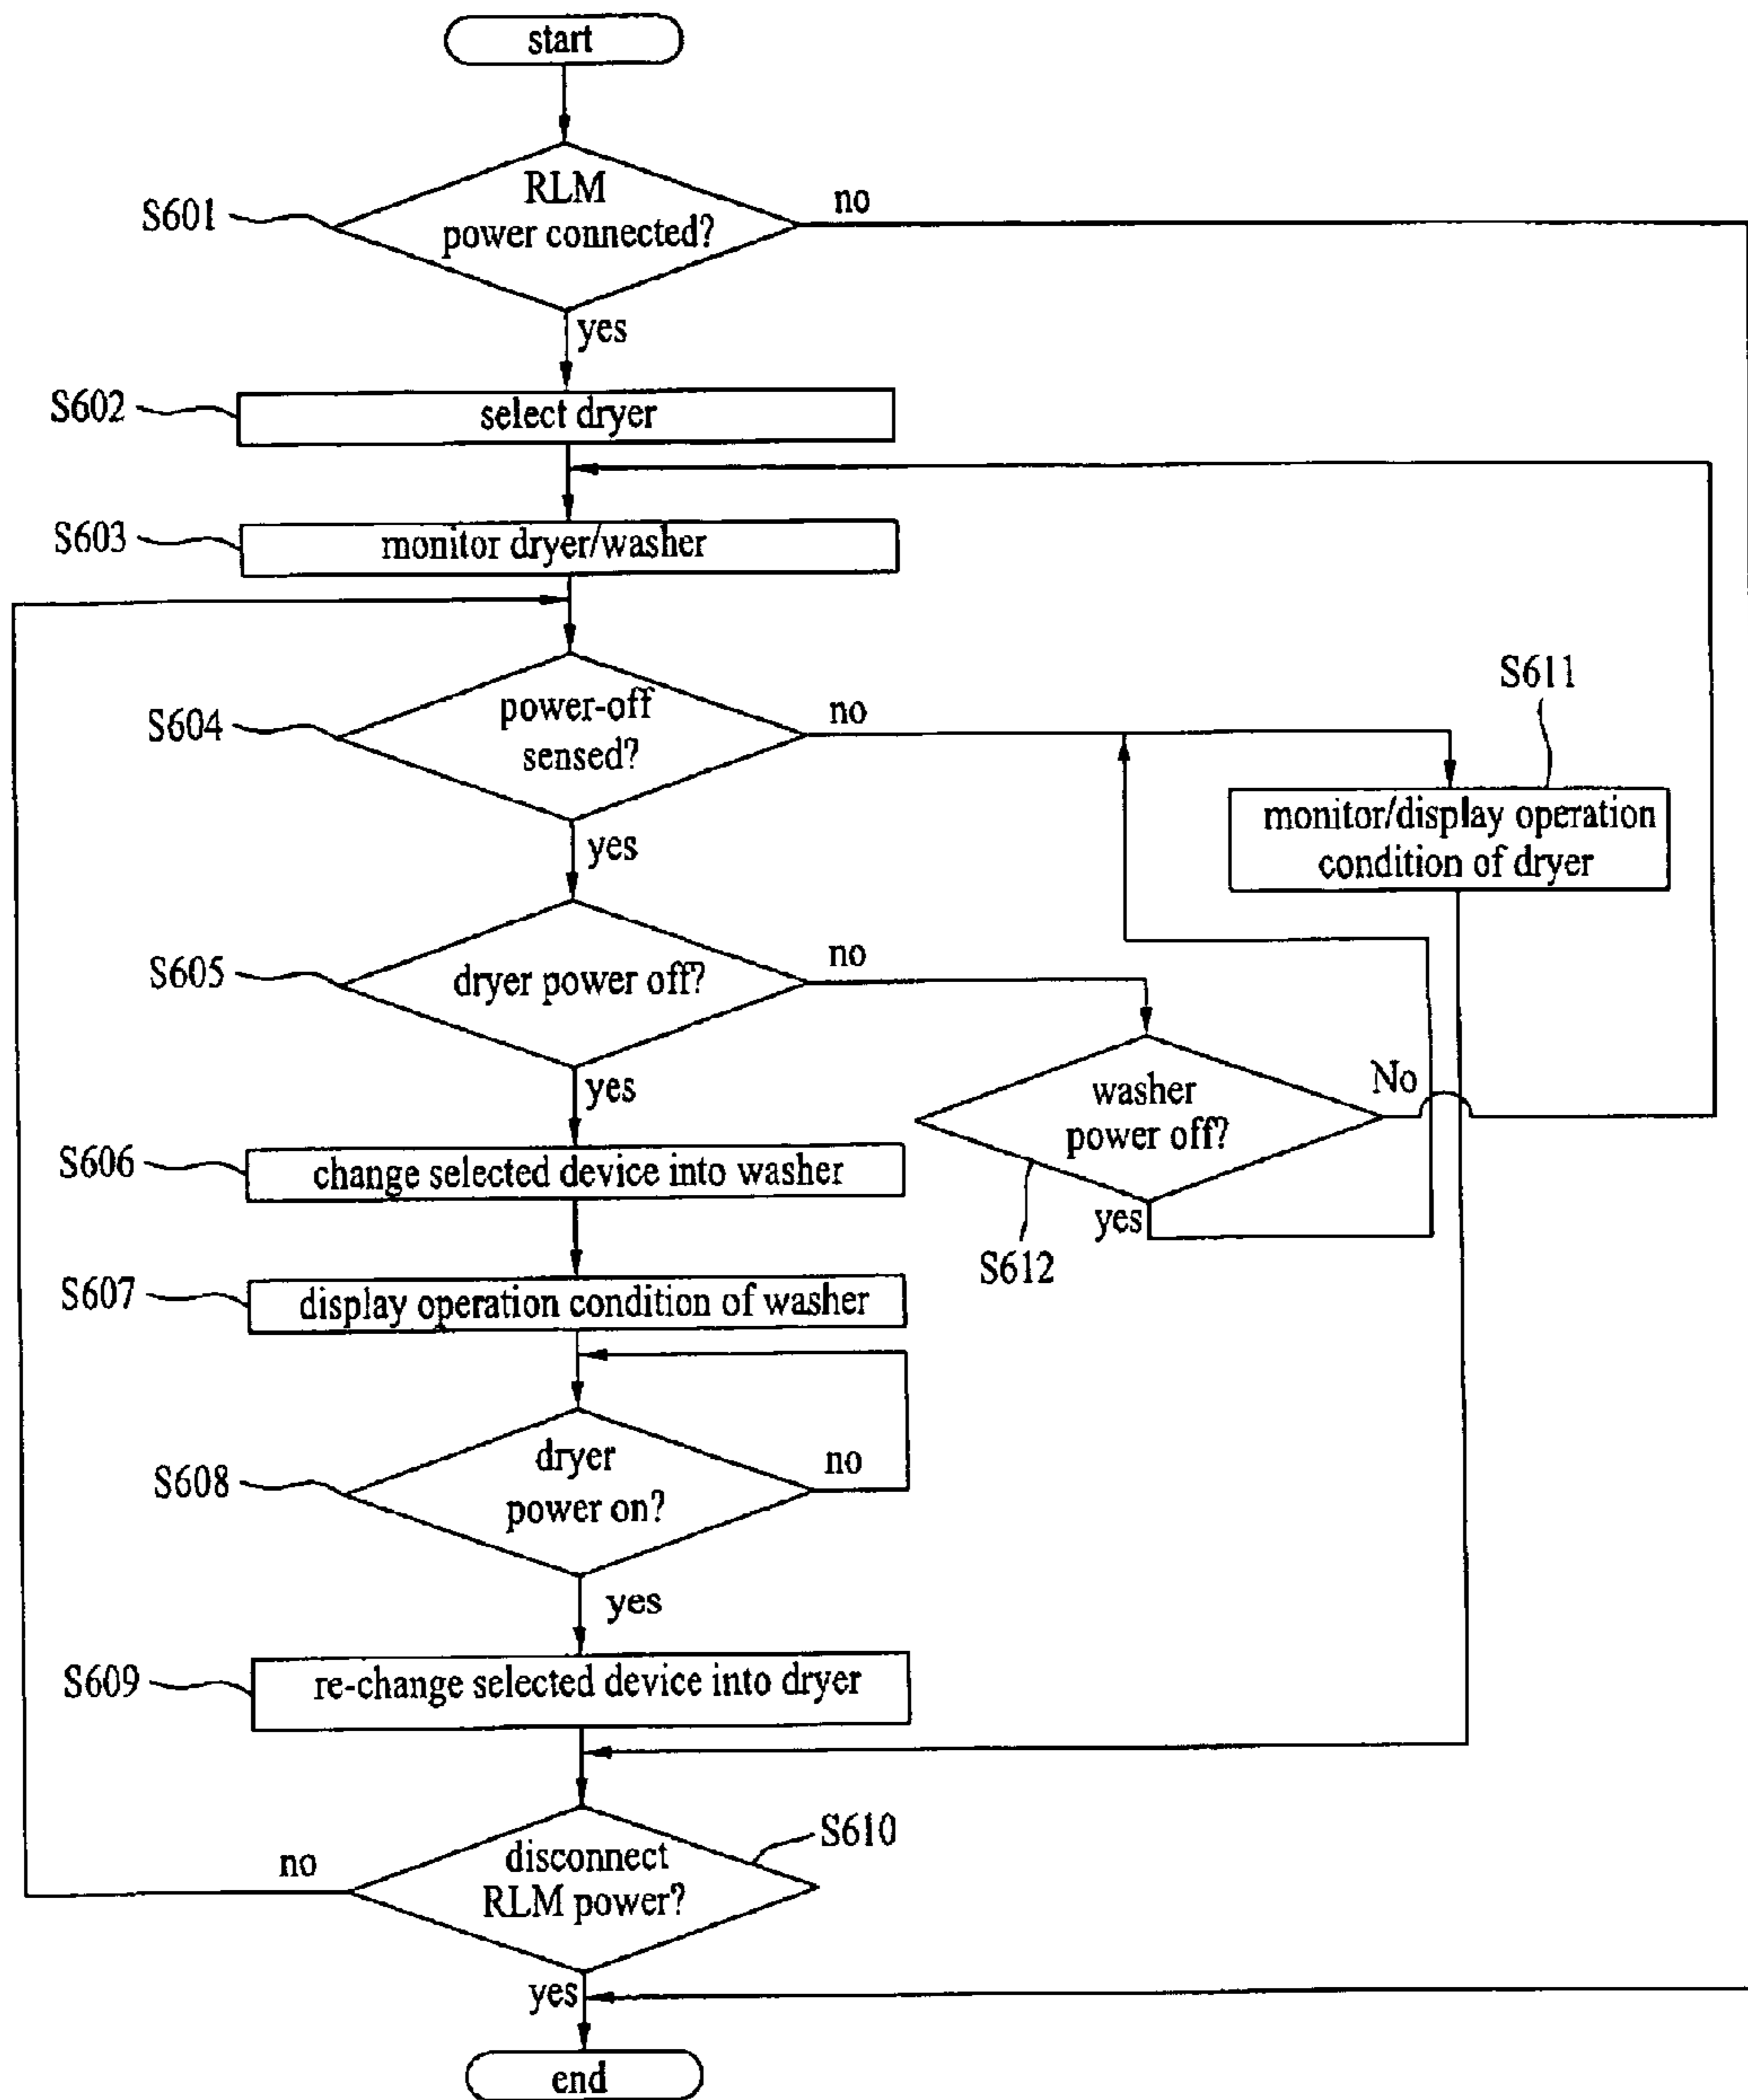 start
S601
RLM
power connected?
no
yes
S602
select dryer
S603
monitor dryer/washer
S604
power-off
sensed?
no
yes
S611
monitor/display operation
condition of dryer
S605
dryer power off?
no
yes
washer
power off?
No
yes
S612
S606
change selected device into washer
S607
display operation condition of washer
S608
dryer
power on?
no
yes
S609
re-change selected device into dryer
S610
disconnect
RLM power?
no
yes
end